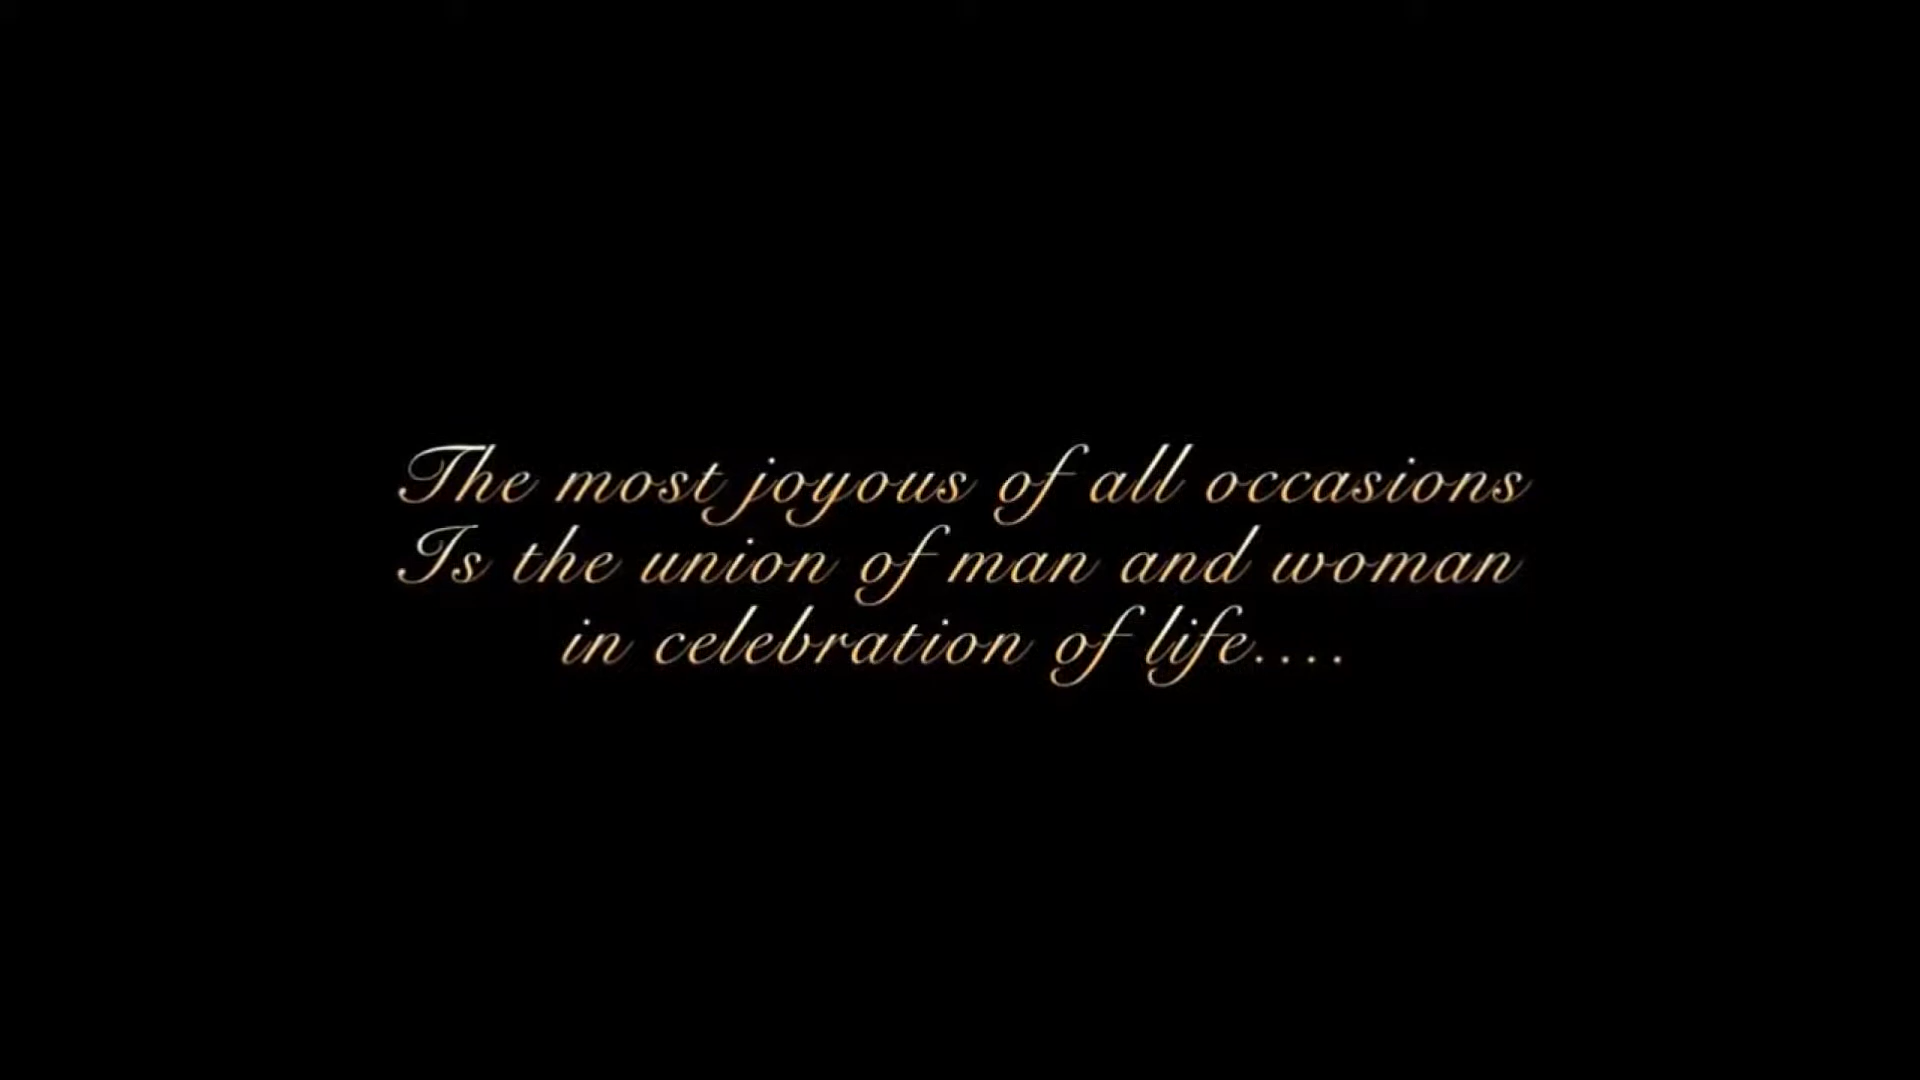 The most joyous of all occasions
Is the union of man and woman
in celebration of life....